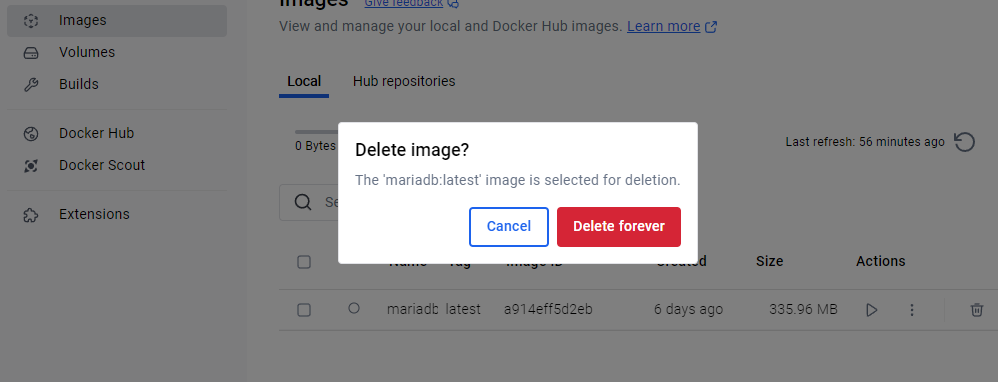 Images
Volumes
Builds
Docker Hub
Docker Scout
Extensions
Images Give feedback
View and manage your local and Docker Hub images. Learn more
Local Hub repositories
0 Bytes
Last refresh: 56 minutes ago
Delete image?
The 'mariadb:latest' image is selected for deletion.
Cancel Delete forever
Name Tag Image ID Created Size Actions
mariadb latest a914eff5d2eb 6 days ago 335.96 MB